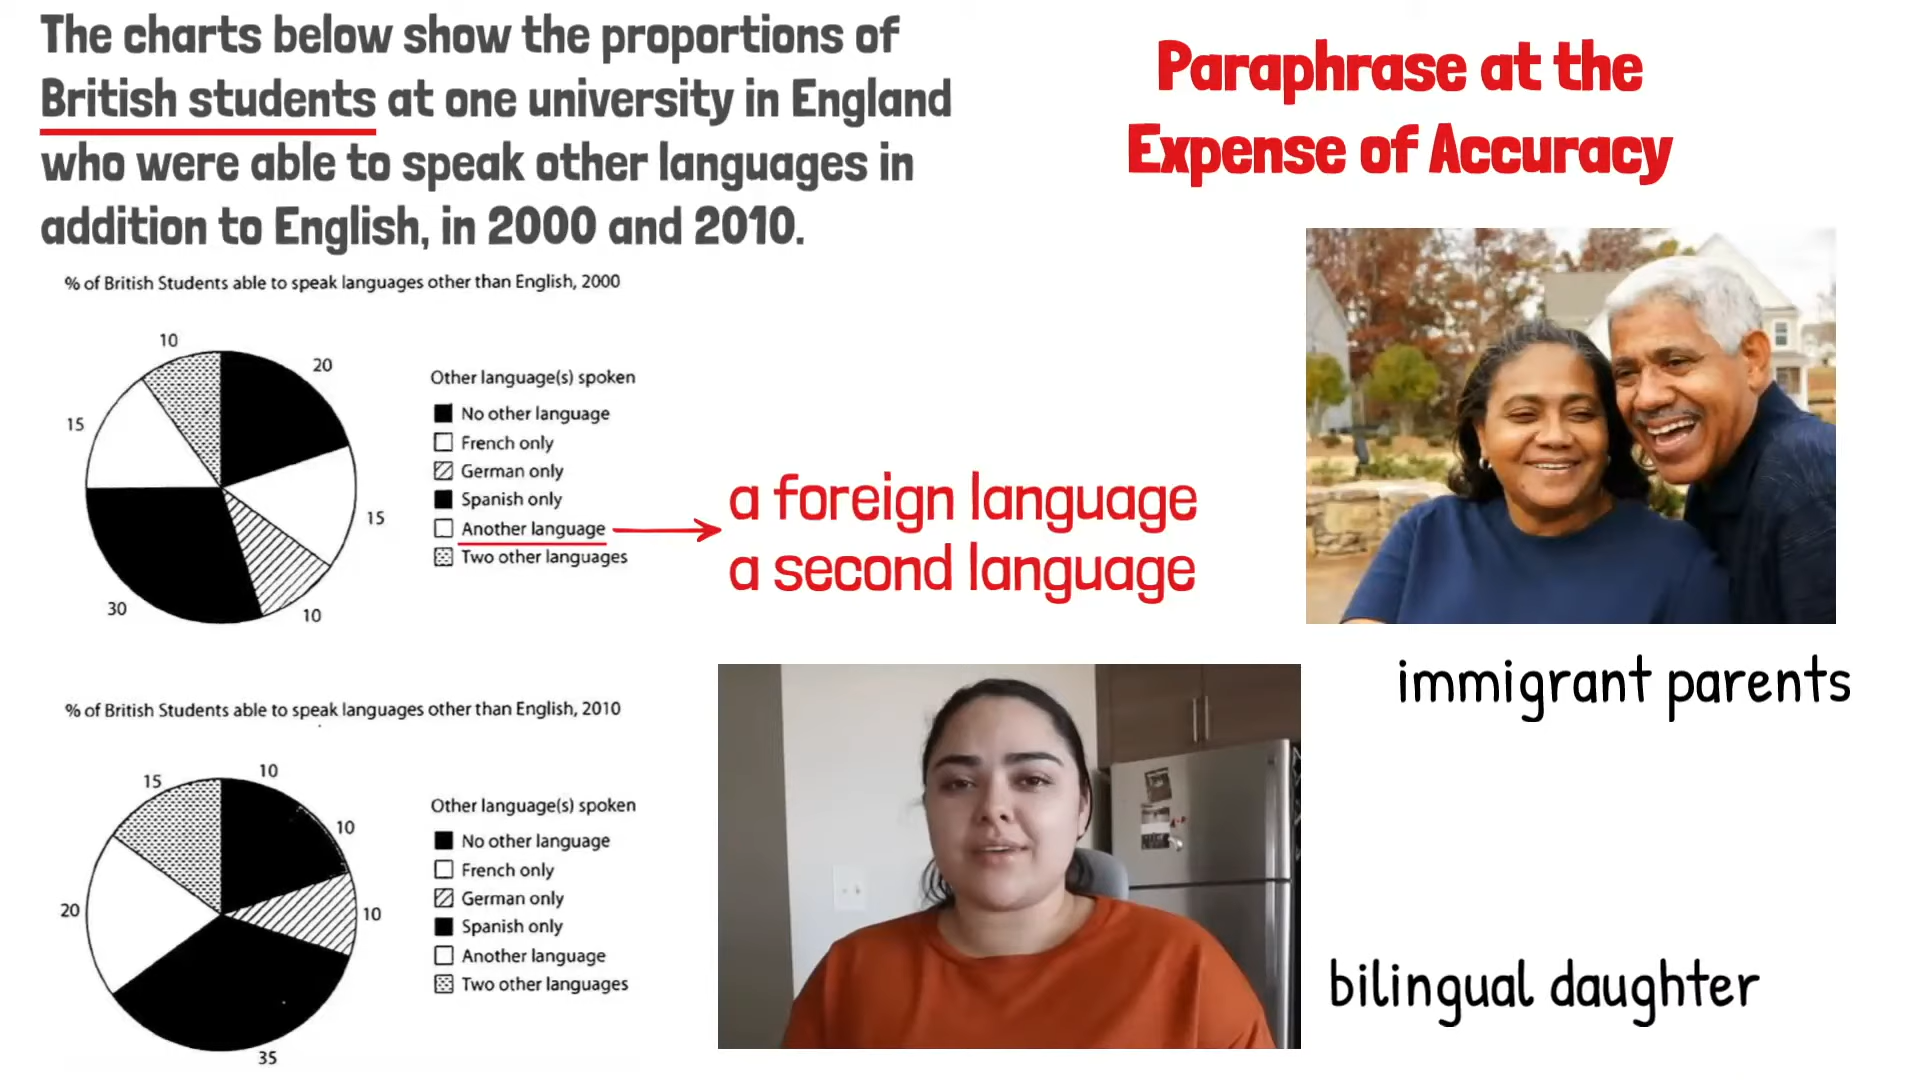 The charts below show the proportions of
British students at one university in England
who were able to speak other languages in
addition to English, in 2000 and 2010.
Paraphrase at the
Expense of Accuracy
% of British Students able to speak languages other than English, 2000
10
20
15
15
30
10
Other language(s) spoken
No other language
French only
German only
Spanish only
Another language
Two other languages
a foreign language
a second language
immigrant parents
% of British Students able to speak languages other than English, 2010
15
10
10
20
10
35
Other language(s) spoken
No other language
French only
German only
Spanish only
Another language
Two other languages
bilingual daughter